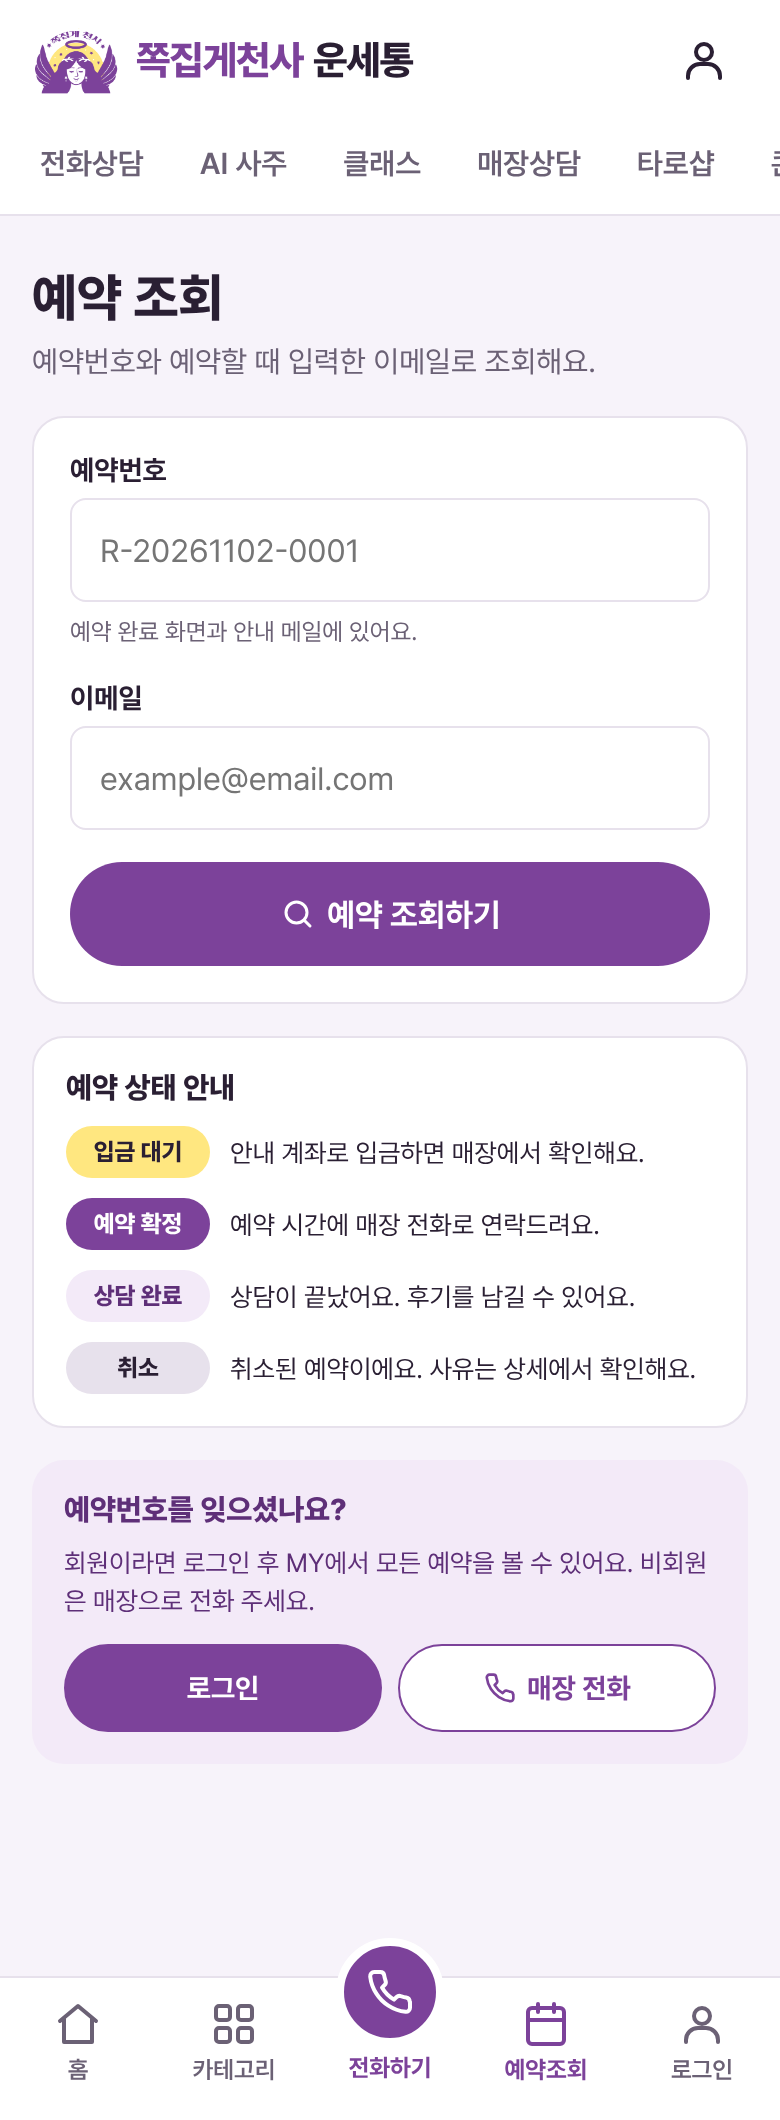 쪽집게 천사
쪽집게천사 운세통
전화상담 AI 사주 클래스 매장상담 타로샵
예약 조회
예약번호와 예약할 때 입력한 이메일로 조회해요.
예약번호
R-20261102-0001
예약 완료 화면과 안내 메일에 있어요.
이메일
example@email.com
예약 조회하기
예약 상태 안내
입금 대기 안내 계좌로 입금하면 매장에서 확인해요.
예약 확정 예약 시간에 매장 전화로 연락드려요.
상담 완료 상담이 끝났어요. 후기를 남길 수 있어요.
취소 취소된 예약이에요. 사유는 상세에서 확인해요.
예약번호를 잊으셨나요?
회원이라면 로그인 후 MY에서 모든 예약을 볼 수 있어요. 비회원
은 매장으로 전화 주세요.
로그인 매장 전화
홈 카테고리 전화하기 예약조회 로그인